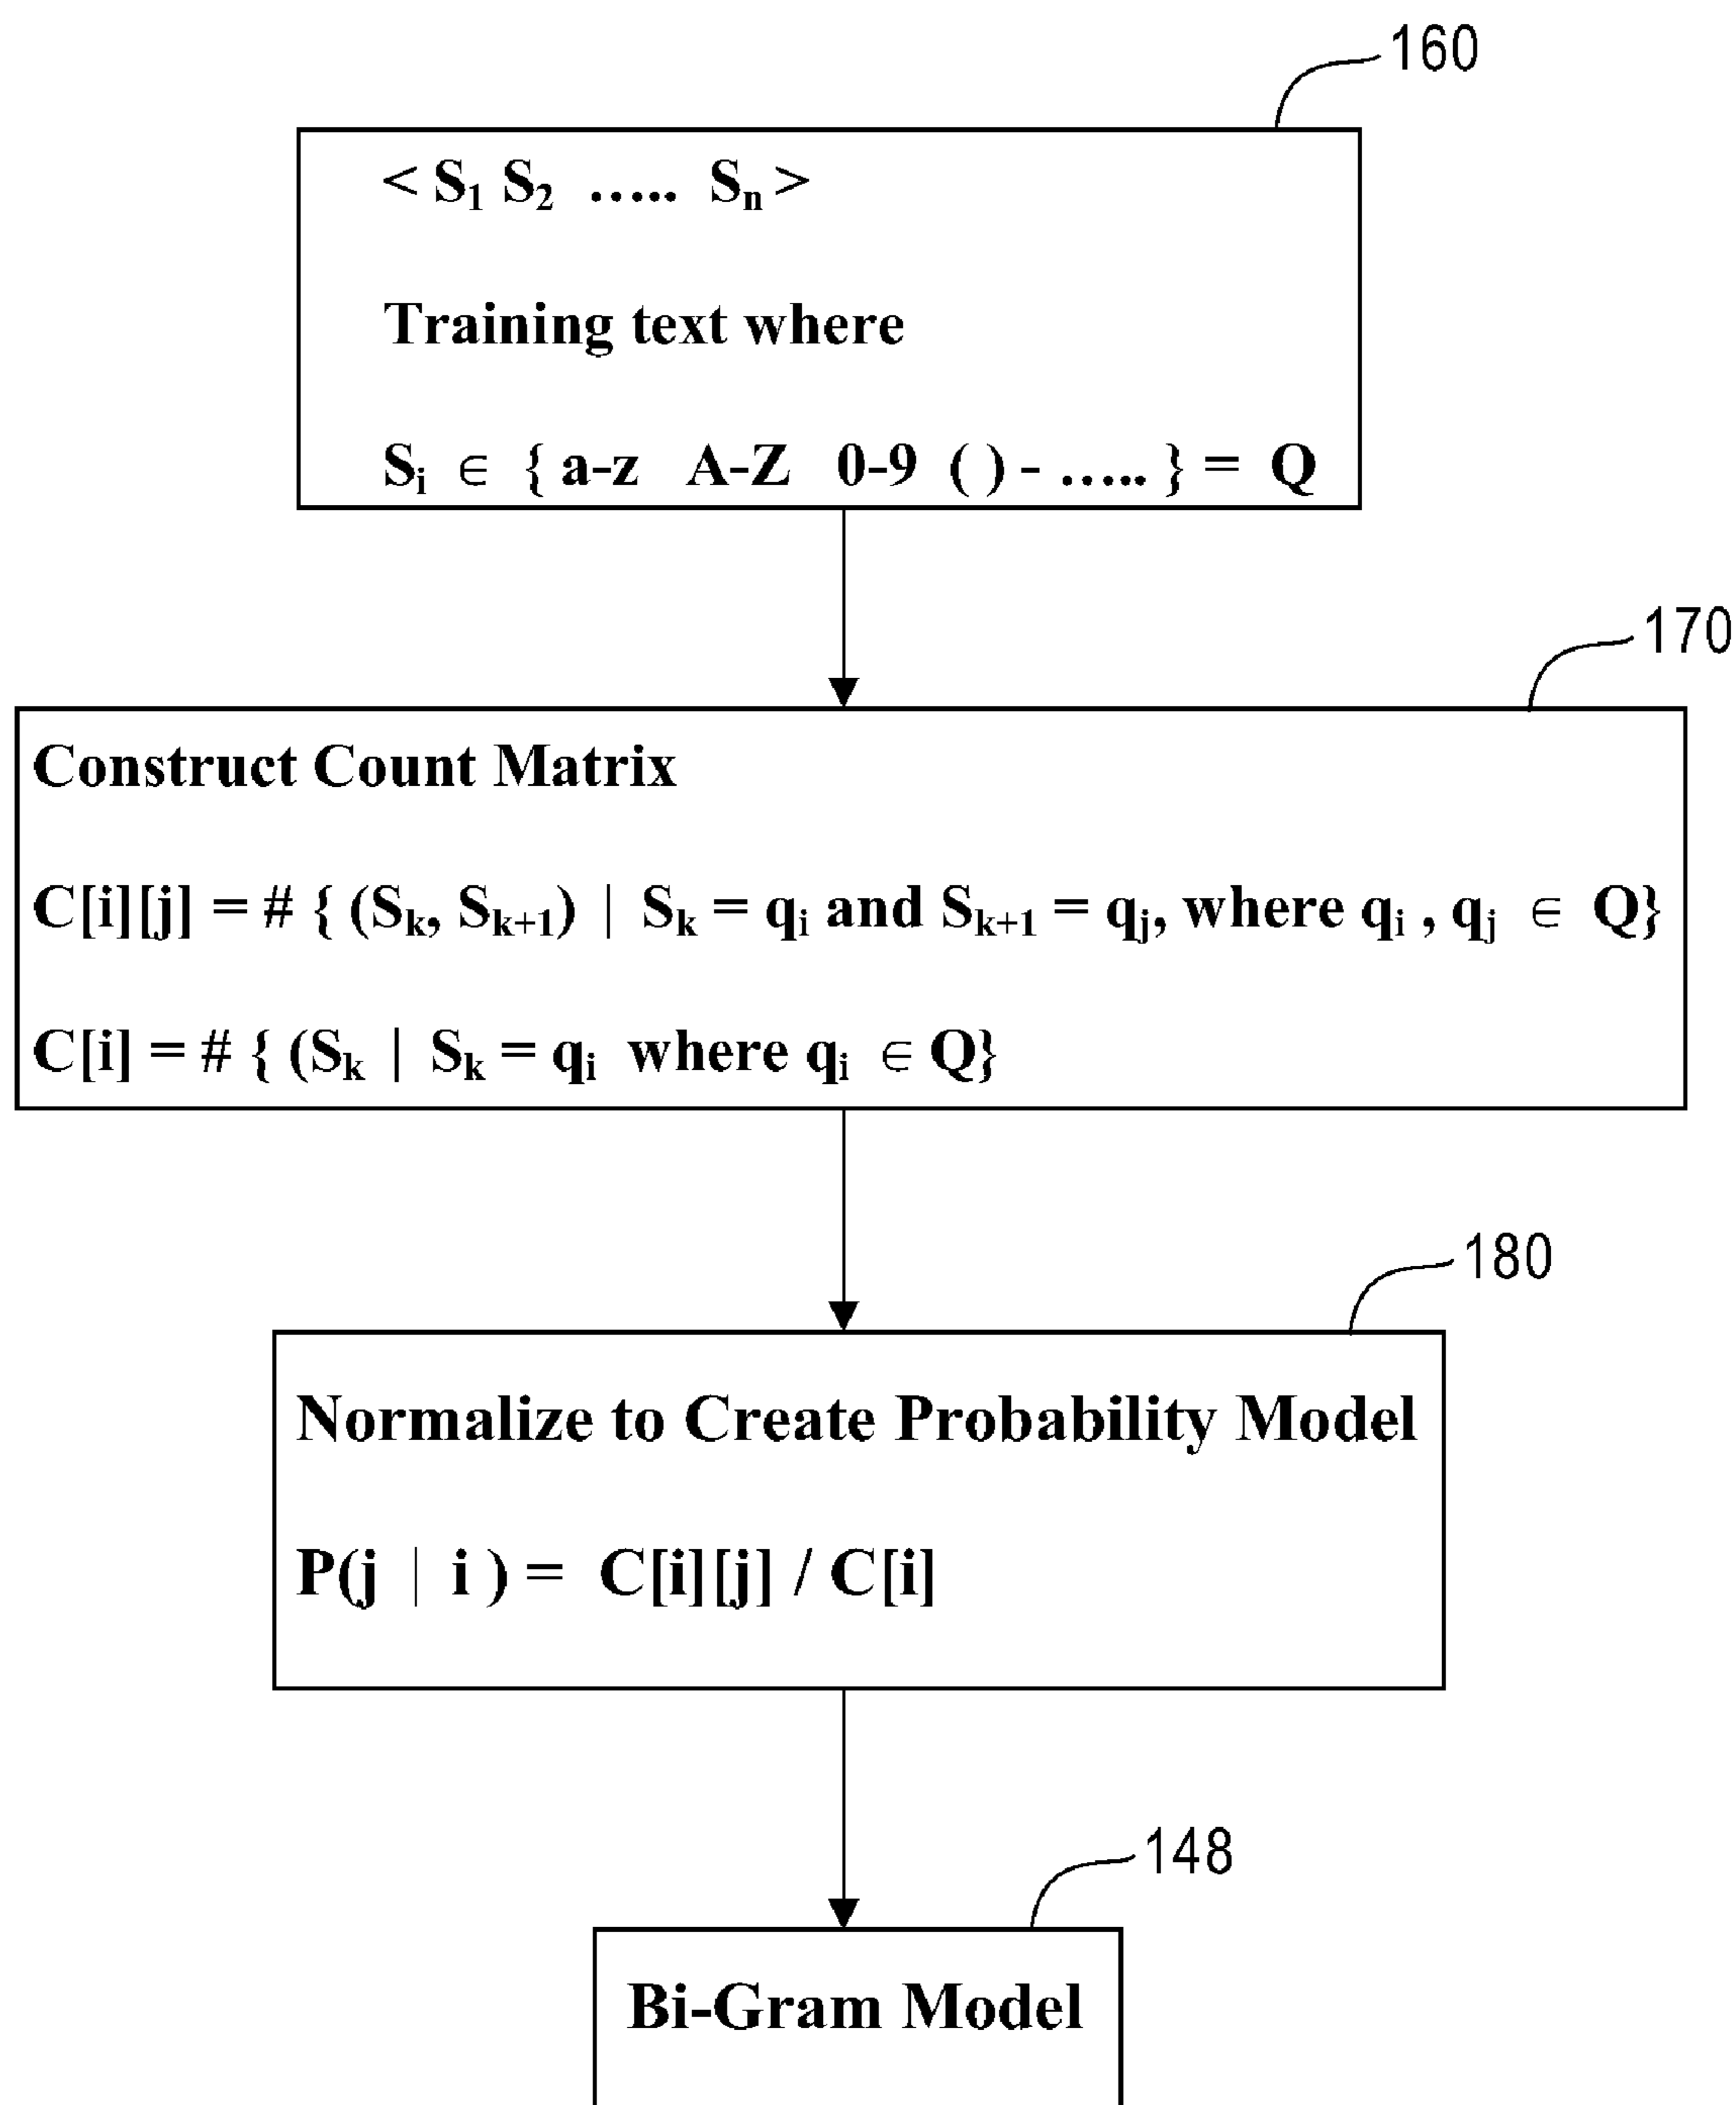 160
< S₁ S₂ ..... Sₙ >
Training text where
Sᵢ ∈ { a-z A-Z 0-9 ( ) - ..... } = Q
170
Construct Count Matrix
C[i][j] = # { (Sₖ, Sₖ₊₁) | Sₖ = qᵢ and Sₖ₊₁ = qⱼ, where qᵢ , qⱼ ∈ Q}
C[i] = # { (Sₖ | Sₖ = qᵢ where qᵢ ∈ Q}
180
Normalize to Create Probability Model
P(j | i ) = C[i][j] / C[i]
148
Bi-Gram Model